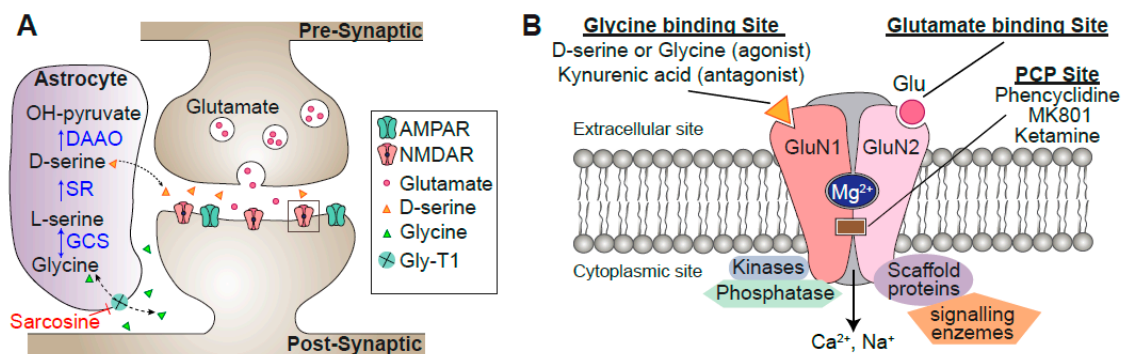 A
Pre-Synaptic
Astrocyte
OH-pyruvate
DAAO
D-serine
SR
L-serine
GCS
Glycine
Sarcosine
Glutamate
Post-Synaptic
AMPAR
NMDAR
Glutamate
D-serine
Glycine
Gly-T1
B
Glycine binding Site
D-serine or Glycine (agonist)
Kynurenic acid (antagonist)
Glutamate binding Site
Glu
PCP Site
Phencyclidine
MK801
Ketamine
Extracellular site
GluN1
GluN2
Mg²⁺
Cytoplasmic site
Kinases
Phosphatase
Scaffold
proteins
signalling
enzemes
Ca²⁺, Na⁺